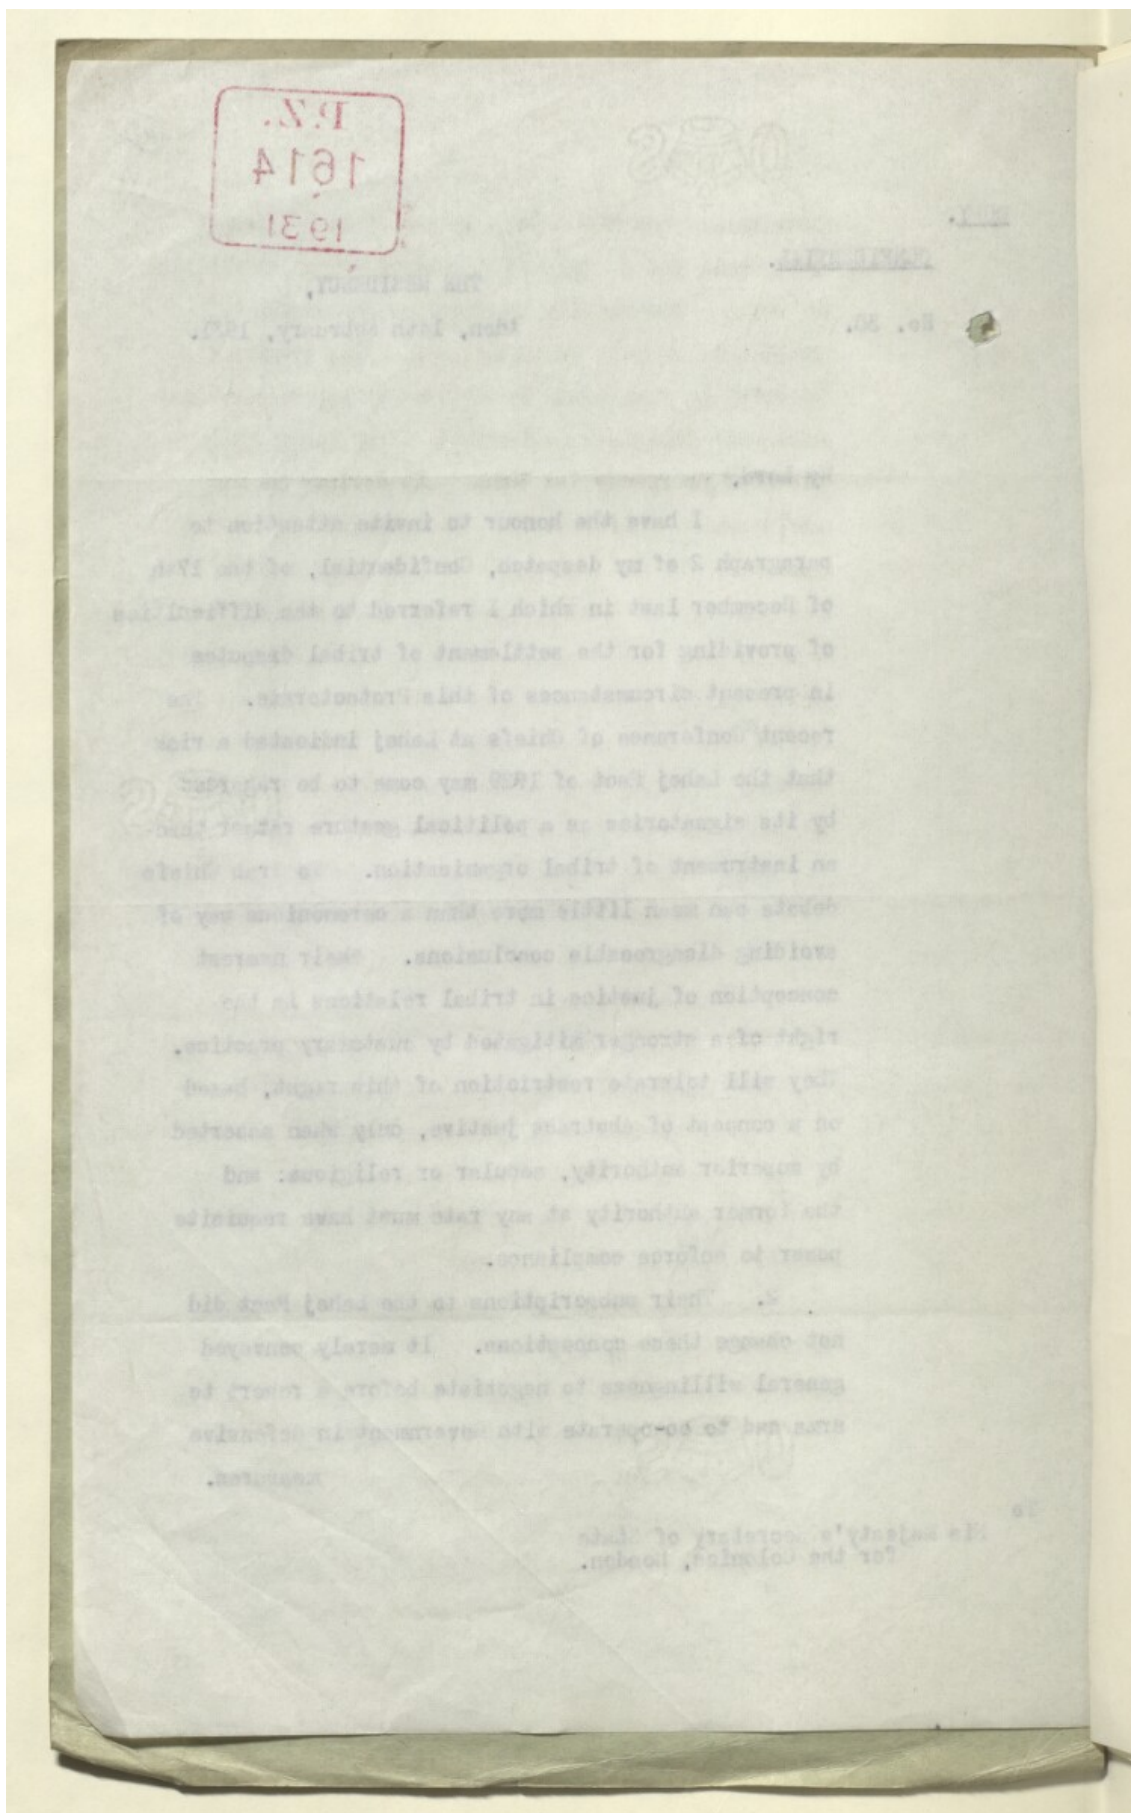 P.Z.
1614
1931
COPY.
CONFIDENTIAL.
THE RESIDENCY,
No. 30.
Aden, 18th February, 1931.
My Lord,
I have the honour to invite attention to
paragraph 2 of my despatch, Confidential, of the 17th
of December last in which I referred to the difficulties
of providing for the settlement of tribal disputes
in present circumstances of this Protectorate. The
recent Conference of Chiefs at Lahej indicated a risk
that the Lahej Pact of 1929 may come to be regarded
by its signatories as a political gesture rather than
an instrument of tribal organisation. To Arab Chiefs
debate can mean little more than a ceremonious way of
avoiding disagreeable conclusions. Their nearest
conception of justice in tribal relations is the
right of a stronger mitigated by customary practice.
They will tolerate restriction of this right, based
on a concept of abstract justice, only when asserted
by superior authority, secular or religious: and
the former authority at any rate must have requisite
power to enforce compliance.
2. Their subscriptions to the Lahej Pact did
not change these conceptions. It merely conveyed
general willingness to negotiate before a resort to
arms and to co-operate with Government in defensive
measures.
To
His Majesty's Secretary of State
for the Colonies, London.